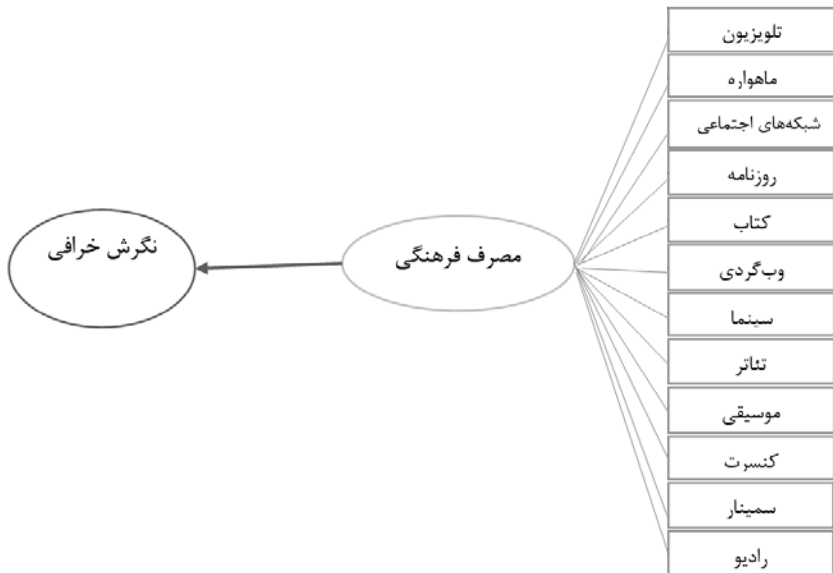 تلویزیون
ماهواره
شبکه‌های اجتماعی
روزنامه
کتاب
وب‌گردی
سینما
تئاتر
موسیقی
کنسرت
سمینار
رادیو
مصرف فرهنگی
نگرش خرافی